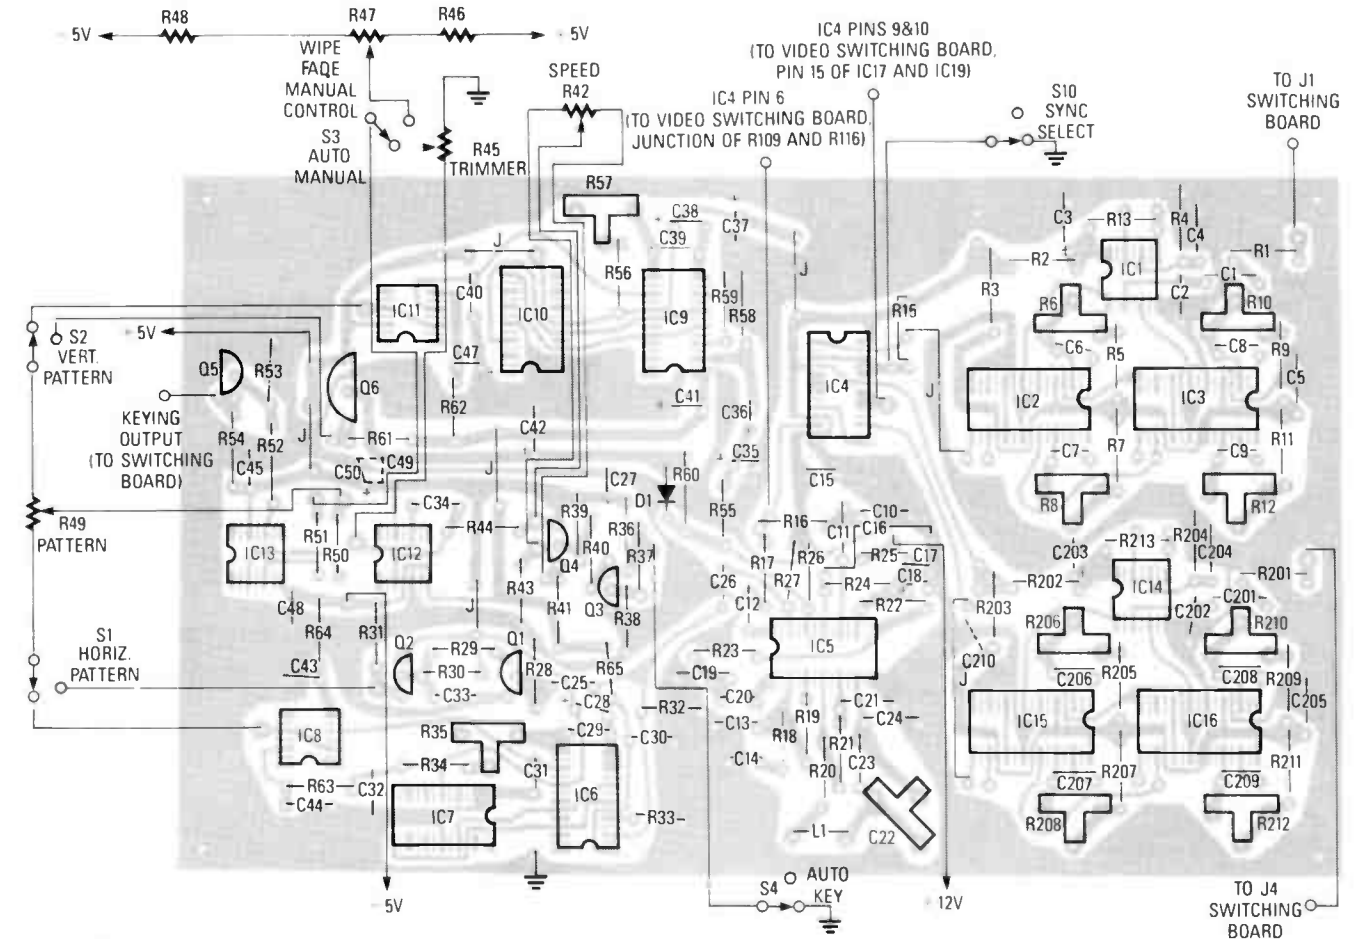 R48
R47
R46
5V
5V
WIPE
FAQE
MANUAL
CONTROL
S3
AUTO
MANUAL
R45
TRIMMER
SPEED
R42
IC4 PINS 9&10
(TO VIDEO SWITCHING BOARD,
PIN 15 OF IC17 AND IC19)
IC4 PIN 6
(TO VIDEO SWITCHING BOARD,
JUNCTION OF R109 AND R116)
S10
SYNC
SELECT
TO J1
SWITCHING
BOARD
R57
C38
C37
C39
J
R56
C40
IC10
IC9
R59
R58
J
IC11
C3
R13
R4
C4
R1
R2
IC1
R3
C1
C2
R6
R10
R15
C6
R5
C8
R9
C5
S2
VERT.
PATTERN
5V
Q5
R53
Q6
C47
R62
C41
C36
IC4
J
IC2
IC3
KEYING
OUTPUT
(TO SWITCHING
BOARD)
R54
R52
C45
J
R61
C50
C49
C42
J
C35
C7
R7
C9
R11
R8
R12
C27
D1
R60
C15
R49
PATTERN
C34
R44
R51
R50
IC13
IC12
R39
R36
R40
R37
Q4
R55
R16
C10
C11
C16
R17
R26
R25
C17
C18
R27
R24
R22
C26
C12
R43
R41
Q3
R38
J
C203
R213
R204
C204
R202
IC14
R201
R203
C202
C201
R206
R210
C48
R64
R31
S1
HORIZ.
PATTERN
C43
Q2
R29
R30
C33
Q1
R28
R65
C25
C28
R32
R23
C19
C20
C13
C14
IC5
C21
R19
R18
C24
R21
R20
C23
C210
J
C206
R205
C208
R209
C205
IC15
IC16
IC8
R35
C29
C30
R34
C31
R63
C32
C44
IC7
IC6
R33
L1
C22
R207
R211
C207
C209
R208
R212
5V
S4
AUTO
KEY
12V
TO J4
SWITCHING
BOARD